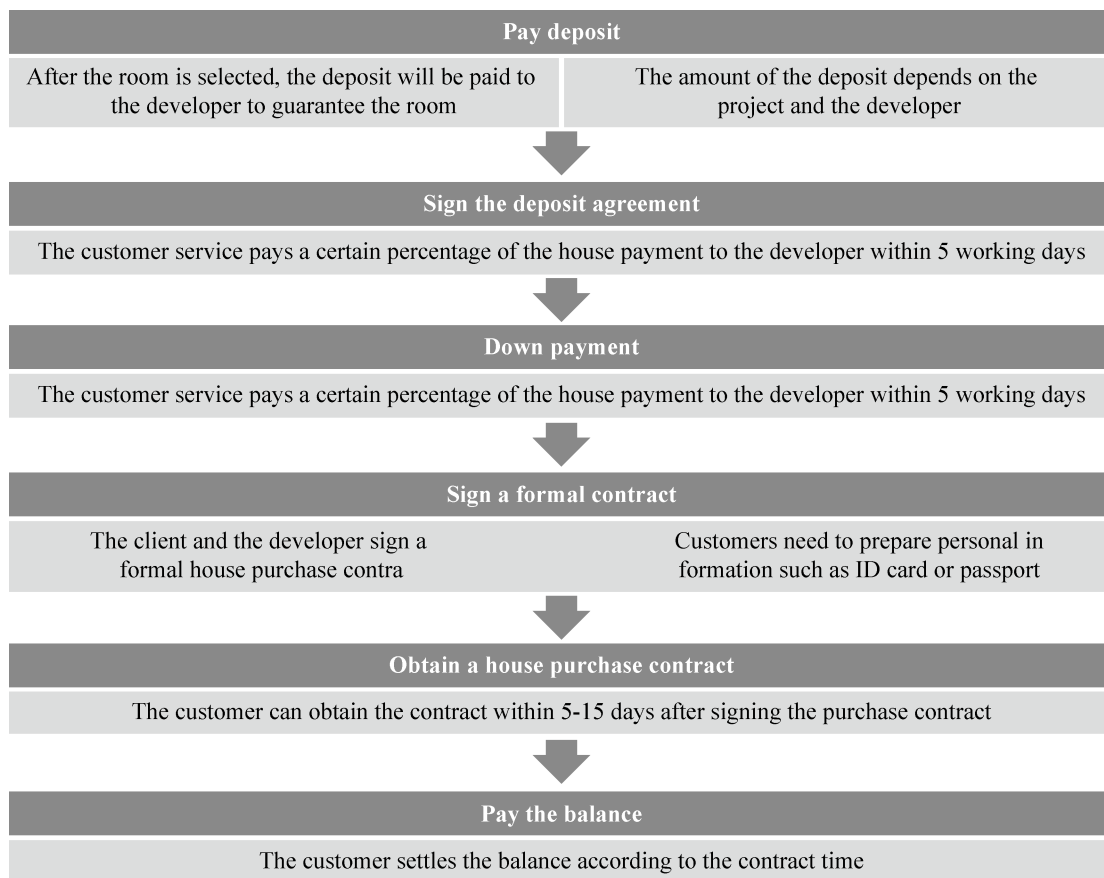 Pay deposit
After the room is selected, the deposit will be paid to
the developer to guarantee the room
The amount of the deposit depends on the
project and the developer
Sign the deposit agreement
The customer service pays a certain percentage of the house payment to the developer within 5 working days
Down payment
The customer service pays a certain percentage of the house payment to the developer within 5 working days
Sign a formal contract
The client and the developer sign a
formal house purchase contra
Customers need to prepare personal in
formation such as ID card or passport
Obtain a house purchase contract
The customer can obtain the contract within 5-15 days after signing the purchase contract
Pay the balance
The customer settles the balance according to the contract time